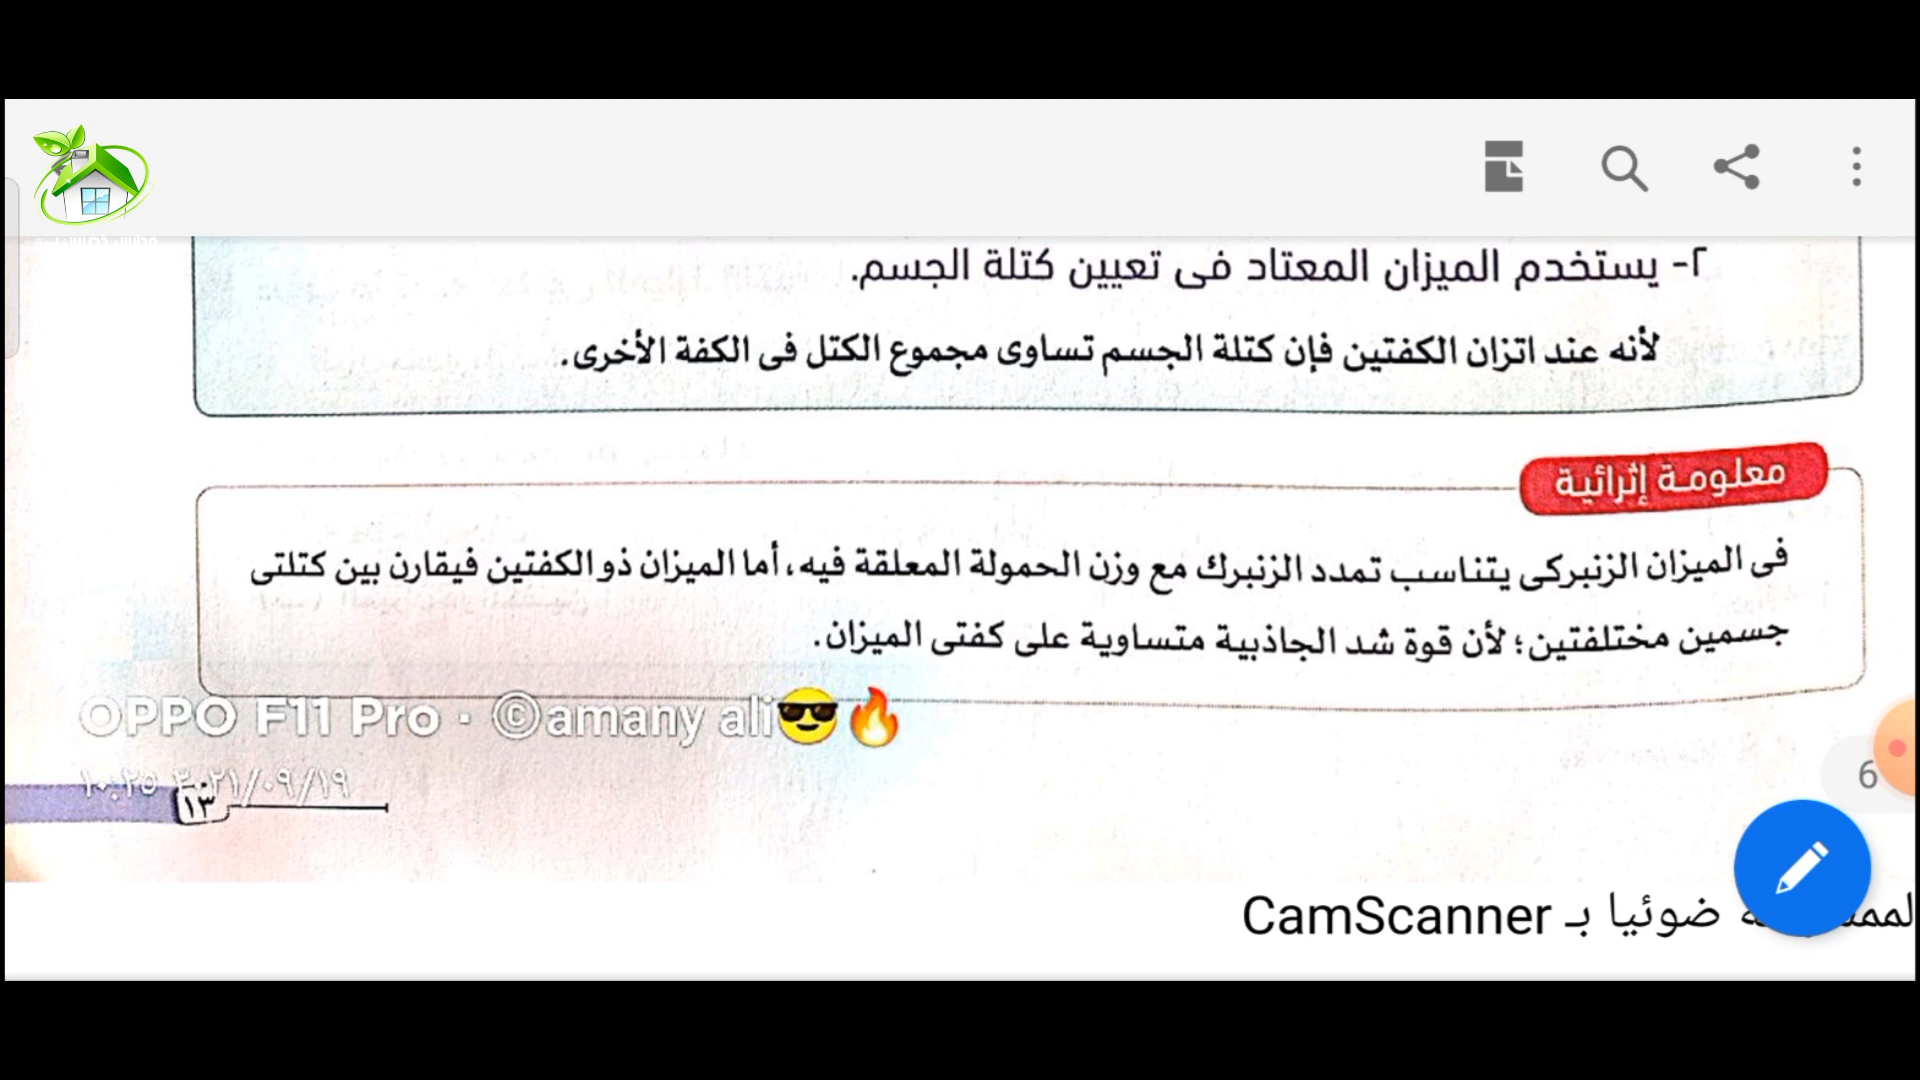 ٢- يستخدم الميزان المعتاد فى تعيين كتلة الجسم.
لأنه عند اتزان الكفتين فإن كتلة الجسم تساوى مجموع الكتل فى الكفة الأخرى.
معلومة إثرائية
فى الميزان الزنبركى يتناسب تمدد الزنبرك مع وزن الحمولة المعلقة فيه، أما الميزان ذو الكفتين فيقارن بين كتلتى
جسمين مختلفتين؛ لأن قوة شد الجاذبية متساوية على كفتى الميزان.
OPPO F11 Pro · ©amany ali😎🔥
٢٠٢١/٠٩/١٩ ١٠:٢٥
١٣
6
ضوئيا بـ CamScanner